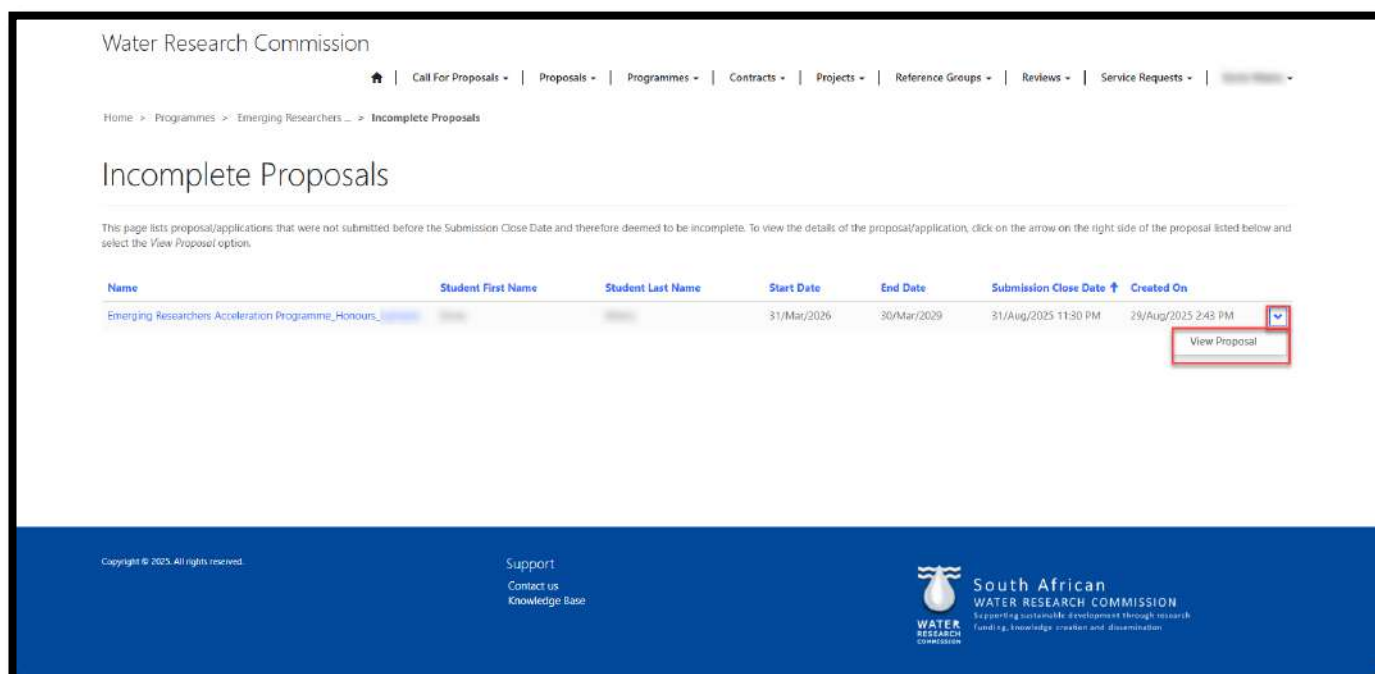 Water Research Commission
Call For Proposals | Proposals | Programmes | Contracts | Projects | Reference Groups | Reviews | Service Requests |
Home > Programmes > Emerging Researchers ... > Incomplete Proposals
Incomplete Proposals
This page lists proposal/applications that were not submitted before the Submission Close Date and therefore deemed to be incomplete. To view the details of the proposal/application, click on the arrow on the right side of the proposal listed below and
select the View Proposal option.
Name Student First Name Student Last Name Start Date End Date Submission Close Date Created On
Emerging Researchers Acceleration Programme_Honours_ 31/Mar/2026 30/Mar/2029 31/Aug/2025 11:30 PM 29/Aug/2025 2:43 PM
View Proposal
Copyright © 2025. All rights reserved.
Support
Contact us
Knowledge Base
WATER
RESEARCH
COMMISSION
South African
WATER RESEARCH COMMISSION
Supporting sustainable development through research
funding, knowledge creation and dissemination